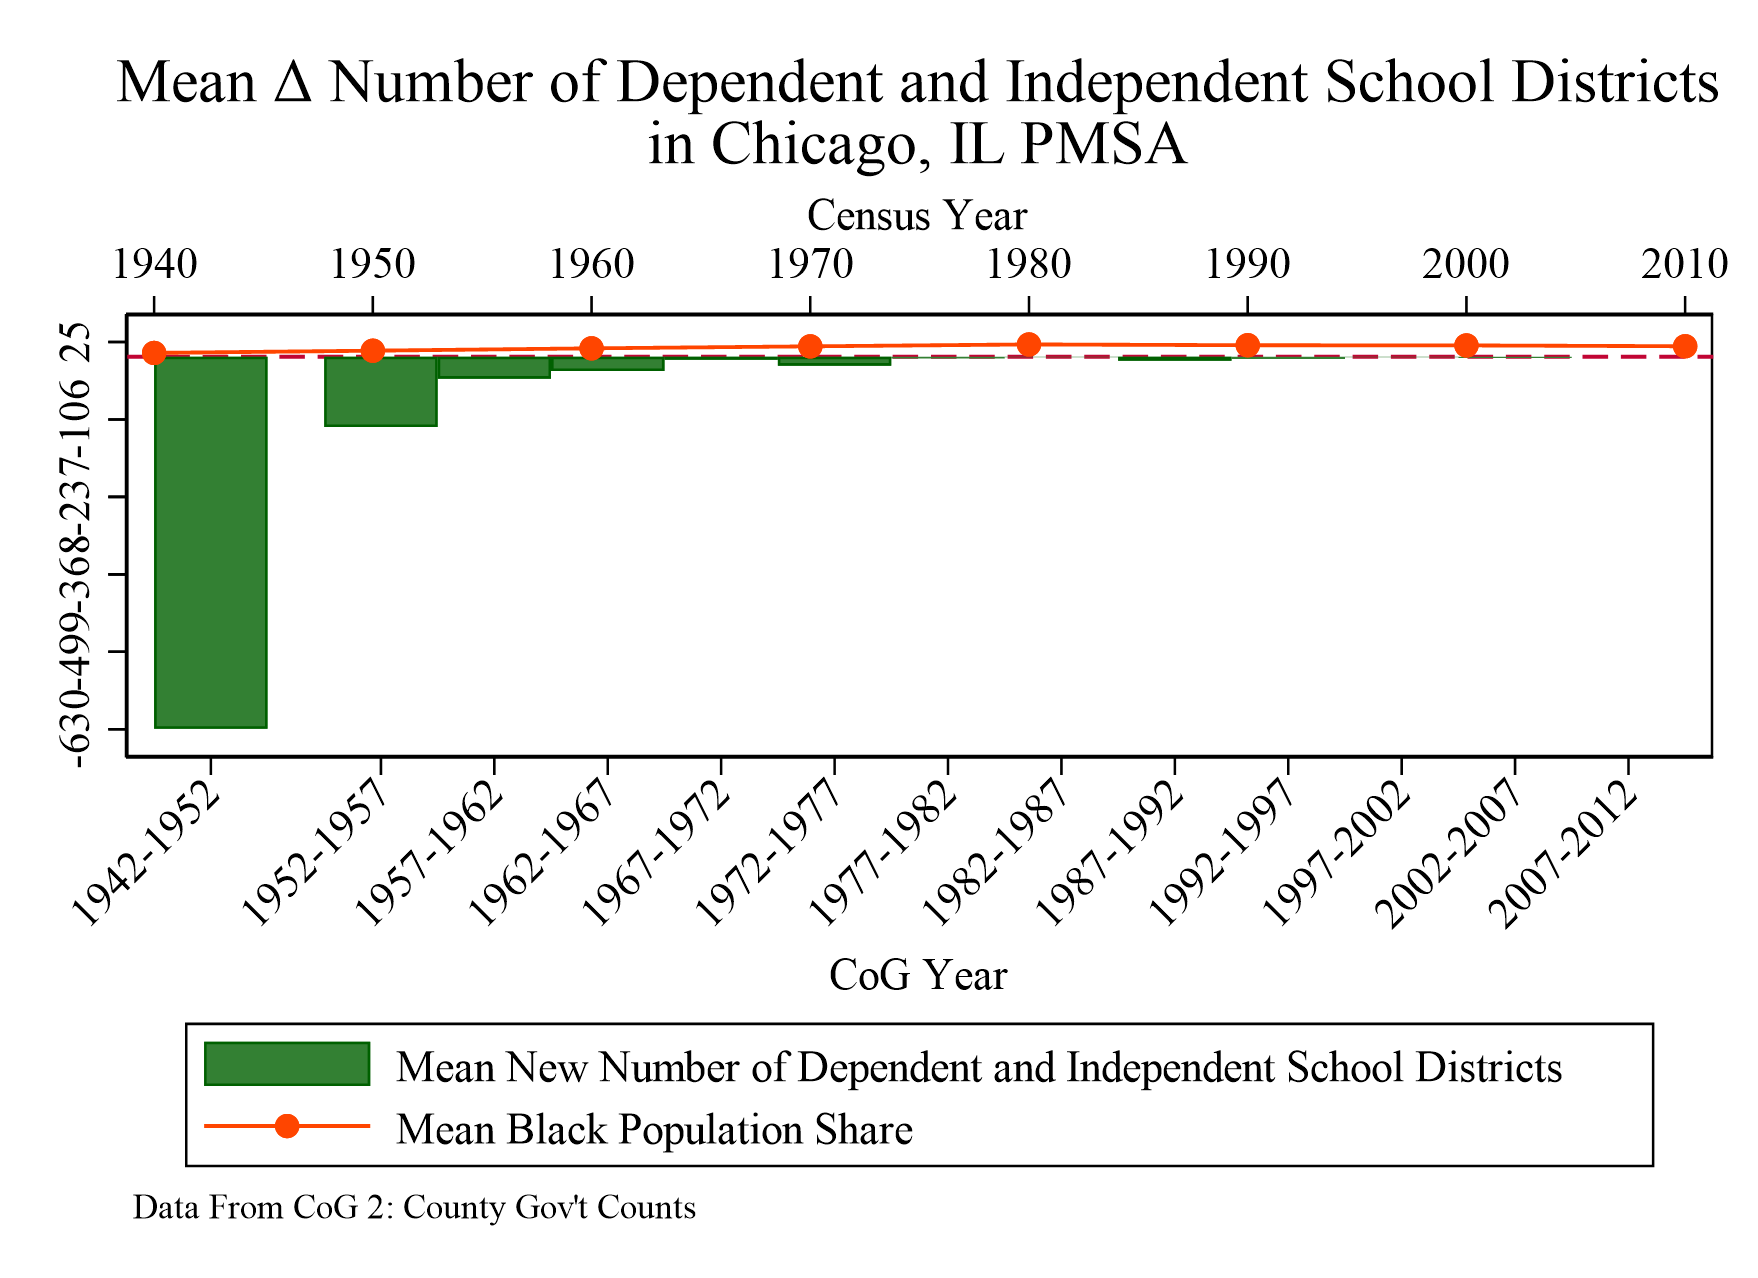 Mean Δ Number of Dependent and Independent School Districts
in Chicago, IL PMSA
Census Year
1940 1950 1960 1970 1980 1990 2000 2010
25
-106
-237
-368
-499
-630
1942-1952 1952-1957 1957-1962 1962-1967 1967-1972 1972-1977 1977-1982 1982-1987 1987-1992 1992-1997 1997-2002 2002-2007 2007-2012
CoG Year
Mean New Number of Dependent and Independent School Districts
Mean Black Population Share
Data From CoG 2: County Gov't Counts